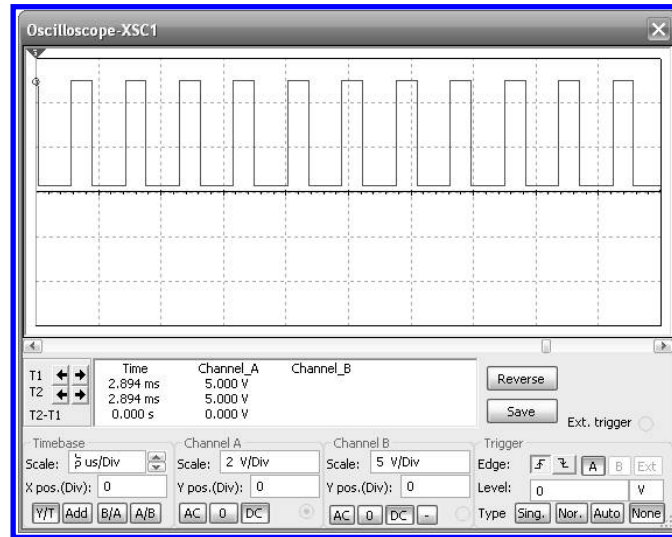 Oscilloscope-XSC1
Time Channel_A Channel_B
T1 2.894 ms 5.000 V
T2 2.894 ms 5.000 V
T2-T1 0.000 s 0.000 V
Reverse
Save
Ext. trigger
Timebase
Scale: us/Div
X pos.(Div): 0
Y/T Add B/A A/B
Channel A
Scale: 2 V/Div
Y pos.(Div): 0
AC 0 DC
Channel B
Scale: 5 V/Div
Y pos.(Div): 0
AC 0 DC -
Trigger
Edge: A B Ext
Level: 0 V
Type Sing. Nor. Auto None